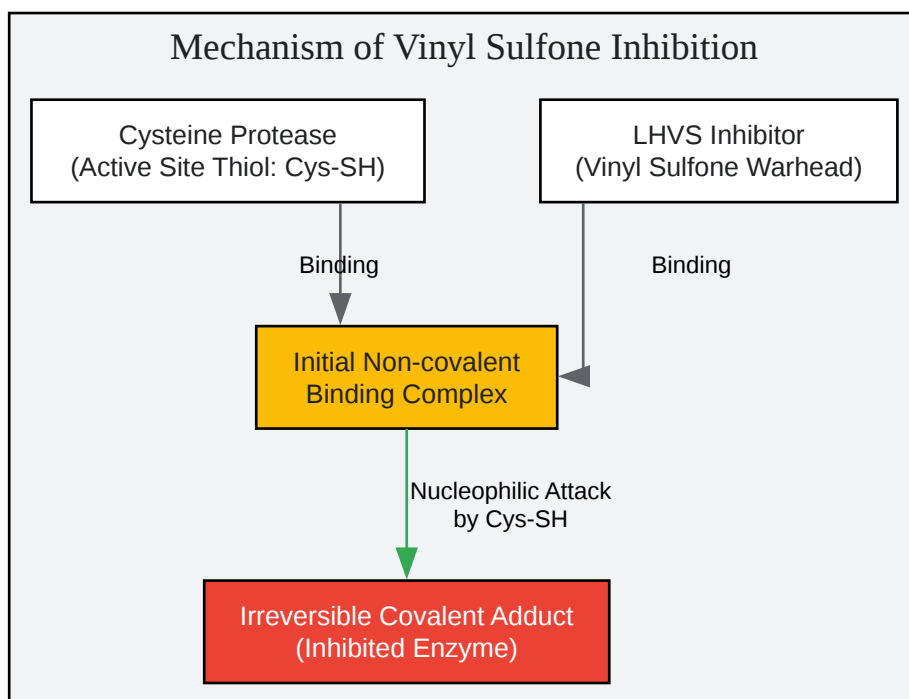 Mechanism of Vinyl Sulfone Inhibition
Cysteine Protease
(Active Site Thiol: Cys-SH)
LHVS Inhibitor
(Vinyl Sulfone Warhead)
Binding
Binding
Initial Non-covalent
Binding Complex
Nucleophilic Attack
by Cys-SH
Irreversible Covalent Adduct
(Inhibited Enzyme)